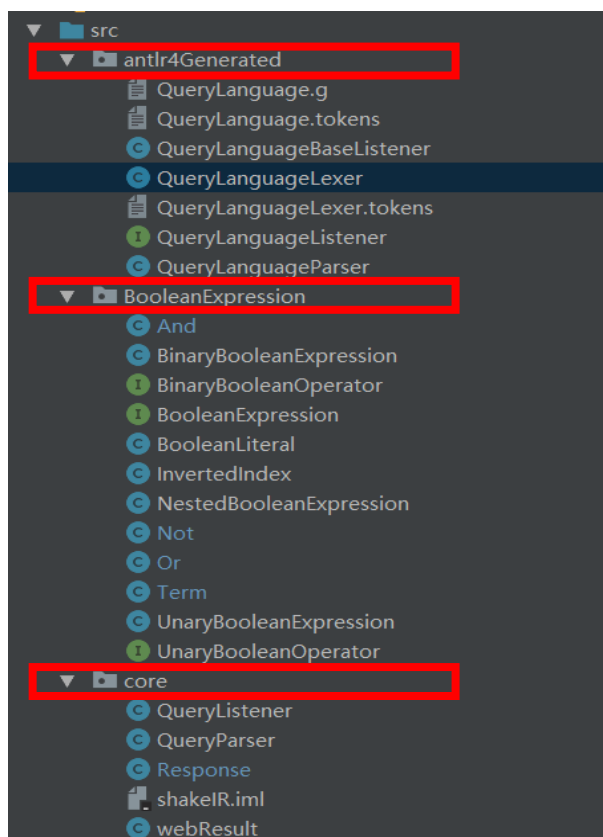 src
antlr4Generated
QueryLanguage.g
QueryLanguage.tokens
C QueryLanguageBaseListener
C QueryLanguageLexer
QueryLanguageLexer.tokens
I QueryLanguageListener
C QueryLanguageParser
BooleanExpression
C And
C BinaryBooleanExpression
I BinaryBooleanOperator
I BooleanExpression
C BooleanLiteral
C InvertedIndex
C NestedBooleanExpression
C Not
C Or
C Term
C UnaryBooleanExpression
I UnaryBooleanOperator
core
C QueryListener
C QueryParser
C Response
shakeIR.iml
C webResult